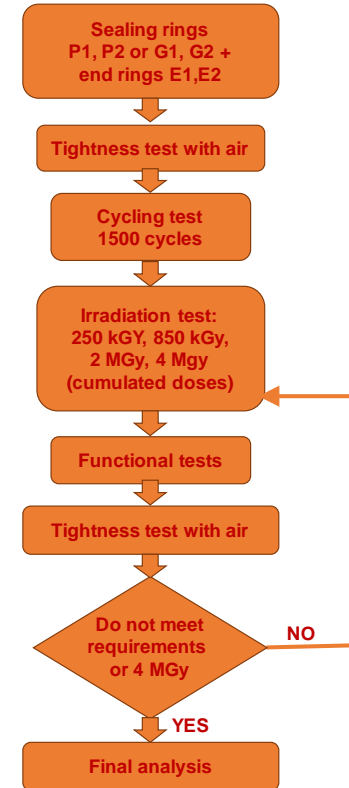 Sealing rings
P1, P2 or G1, G2 +
end rings E1,E2
Tightness test with air
Cycling test
1500 cycles
Irradiation test:
250 kGY, 850 kGy,
2 MGy, 4 Mgy
(cumulated doses)
Functional tests
Tightness test with air
Do not meet
requirements
or 4 MGy
NO
YES
Final analysis